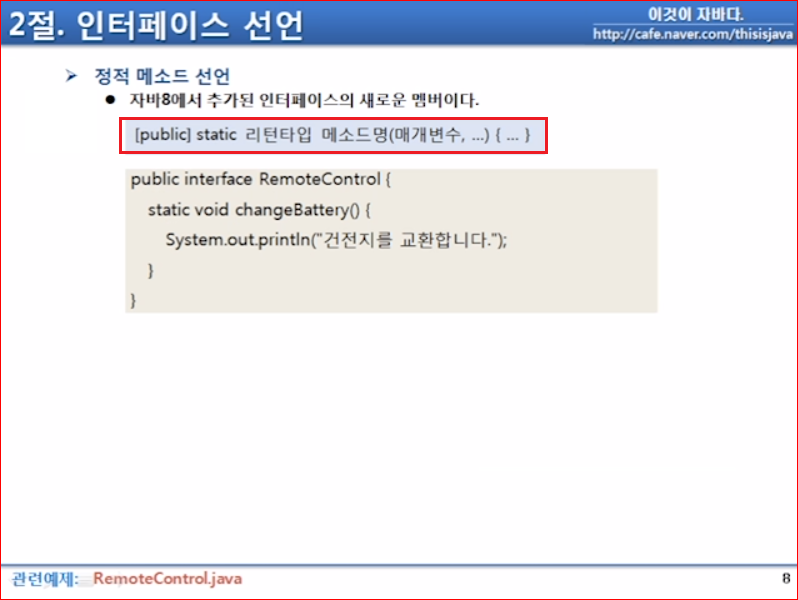 2절. 인터페이스 선언
이것이 자바다.
http://cafe.naver.com/thisisjava
➢ 정적 메소드 선언
● 자바8에서 추가된 인터페이스의 새로운 멤버이다.
[public] static 리턴타입 메소드명(매개변수, ...) { ... }
public interface RemoteControl {
static void changeBattery() {
System.out.println("건전지를 교환합니다.");
}
}
관련예제: RemoteControl.java
8